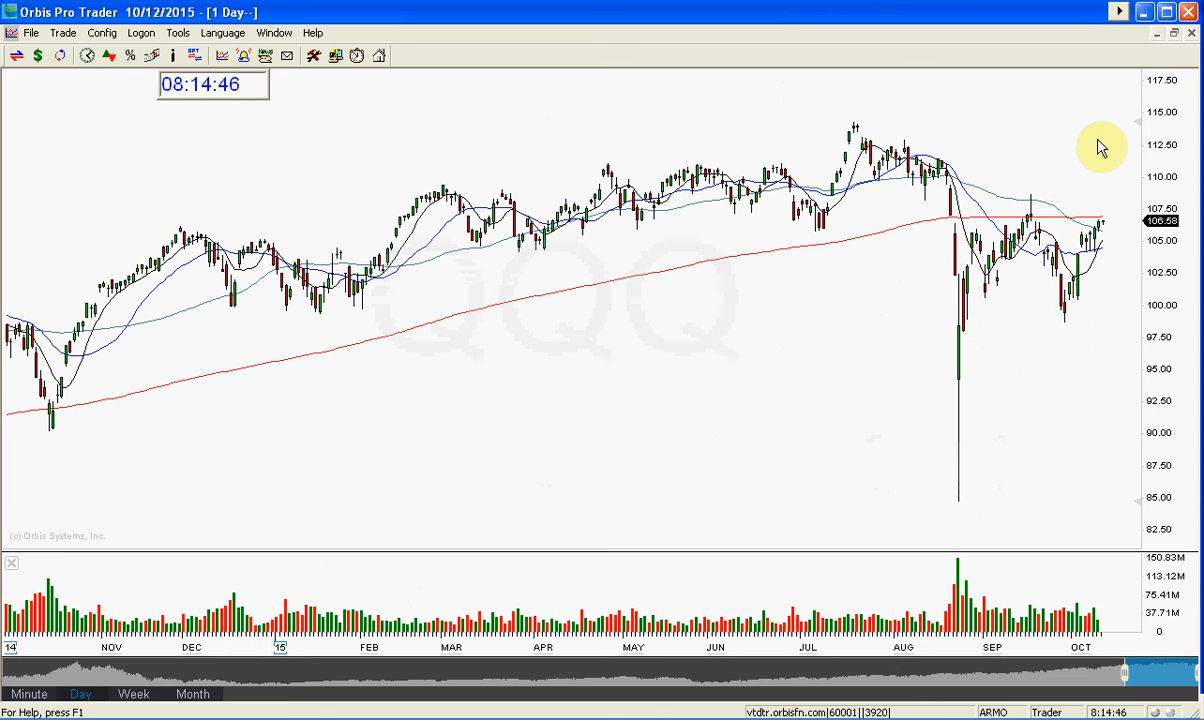 Orbis Pro Trader 10/12/2015 - [1 Day--]
File Trade Config Logon Tools Language Window Help
08:14:46
117.50
115.00
112.50
110.00
107.50
106.58
105.00
102.50
100.00
97.50
95.00
92.50
90.00
87.50
85.00
82.50
QQQ
(c) Orbis Systems, Inc.
150.83M
113.12M
75.41M
37.71M
0
14 NOV DEC 15 FEB MAR APR MAY JUN JUL AUG SEP OCT
Minute Day Week Month
For Help, press F1 vtdtr.orbisfn.com|60001||3920| ARMO Trader 8:14:46